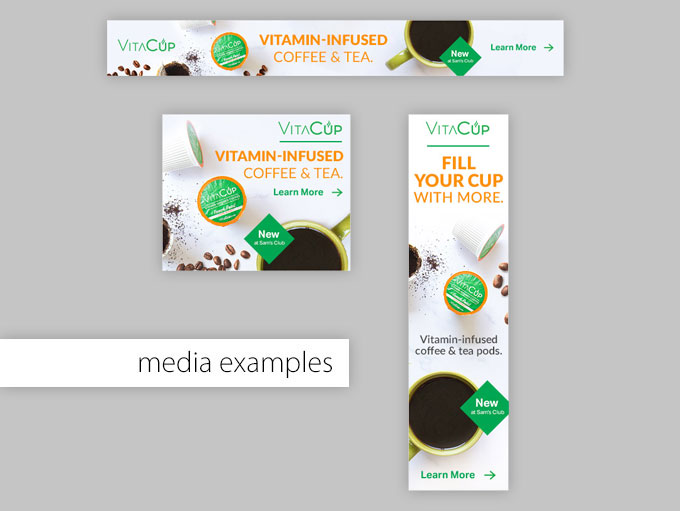 VITACUP
VITAMIN-INFUSED
COFFEE & TEA.
New
at Sam's Club
Learn More
VITACUP
VITAMIN-INFUSED
COFFEE & TEA.
Learn More
VITACUP
New
at Sam's Club
VITACUP
FILL
YOUR CUP
WITH MORE.
VITACUP
Vitamin-infused
coffee & tea pods.
New
at Sam's Club
Learn More
media examples